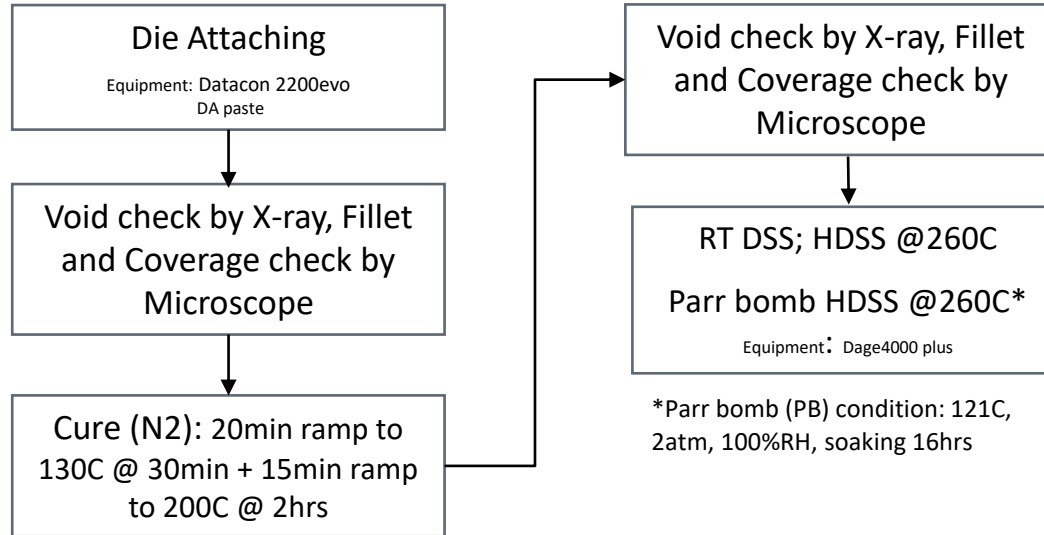 Die Attaching
Equipment: Datacon 2200evo
DA paste
Void check by X-ray, Fillet
and Coverage check by
Microscope
Cure (N2): 20min ramp to
130C @ 30min + 15min ramp
to 200C @ 2hrs
Void check by X-ray, Fillet
and Coverage check by
Microscope
RT DSS; HDSS @260C
Parr bomb HDSS @260C*
Equipment: Dage4000 plus
*Parr bomb (PB) condition: 121C,
2atm, 100%RH, soaking 16hrs